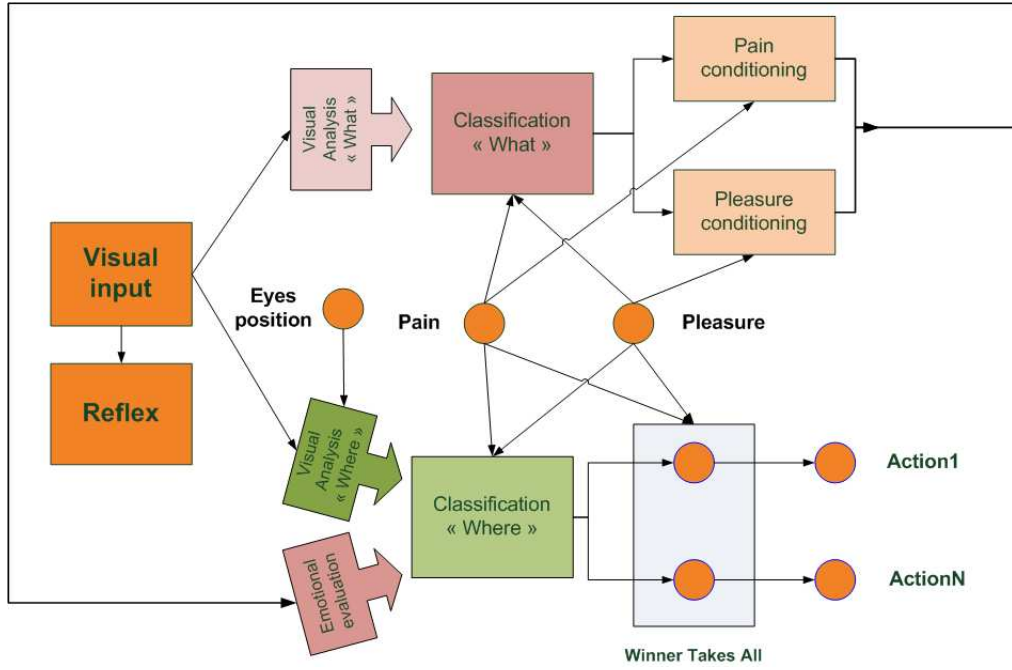 Pain
conditioning
Visual
Analysis
« What »
Classification
« What »
Pleasure
conditioning
Visual
input
Eyes
position
Pain
Pleasure
Reflex
Visual
Analysis
« Where »
Classification
« Where »
Action1
Emotional
evaluation
ActionN
Winner Takes All